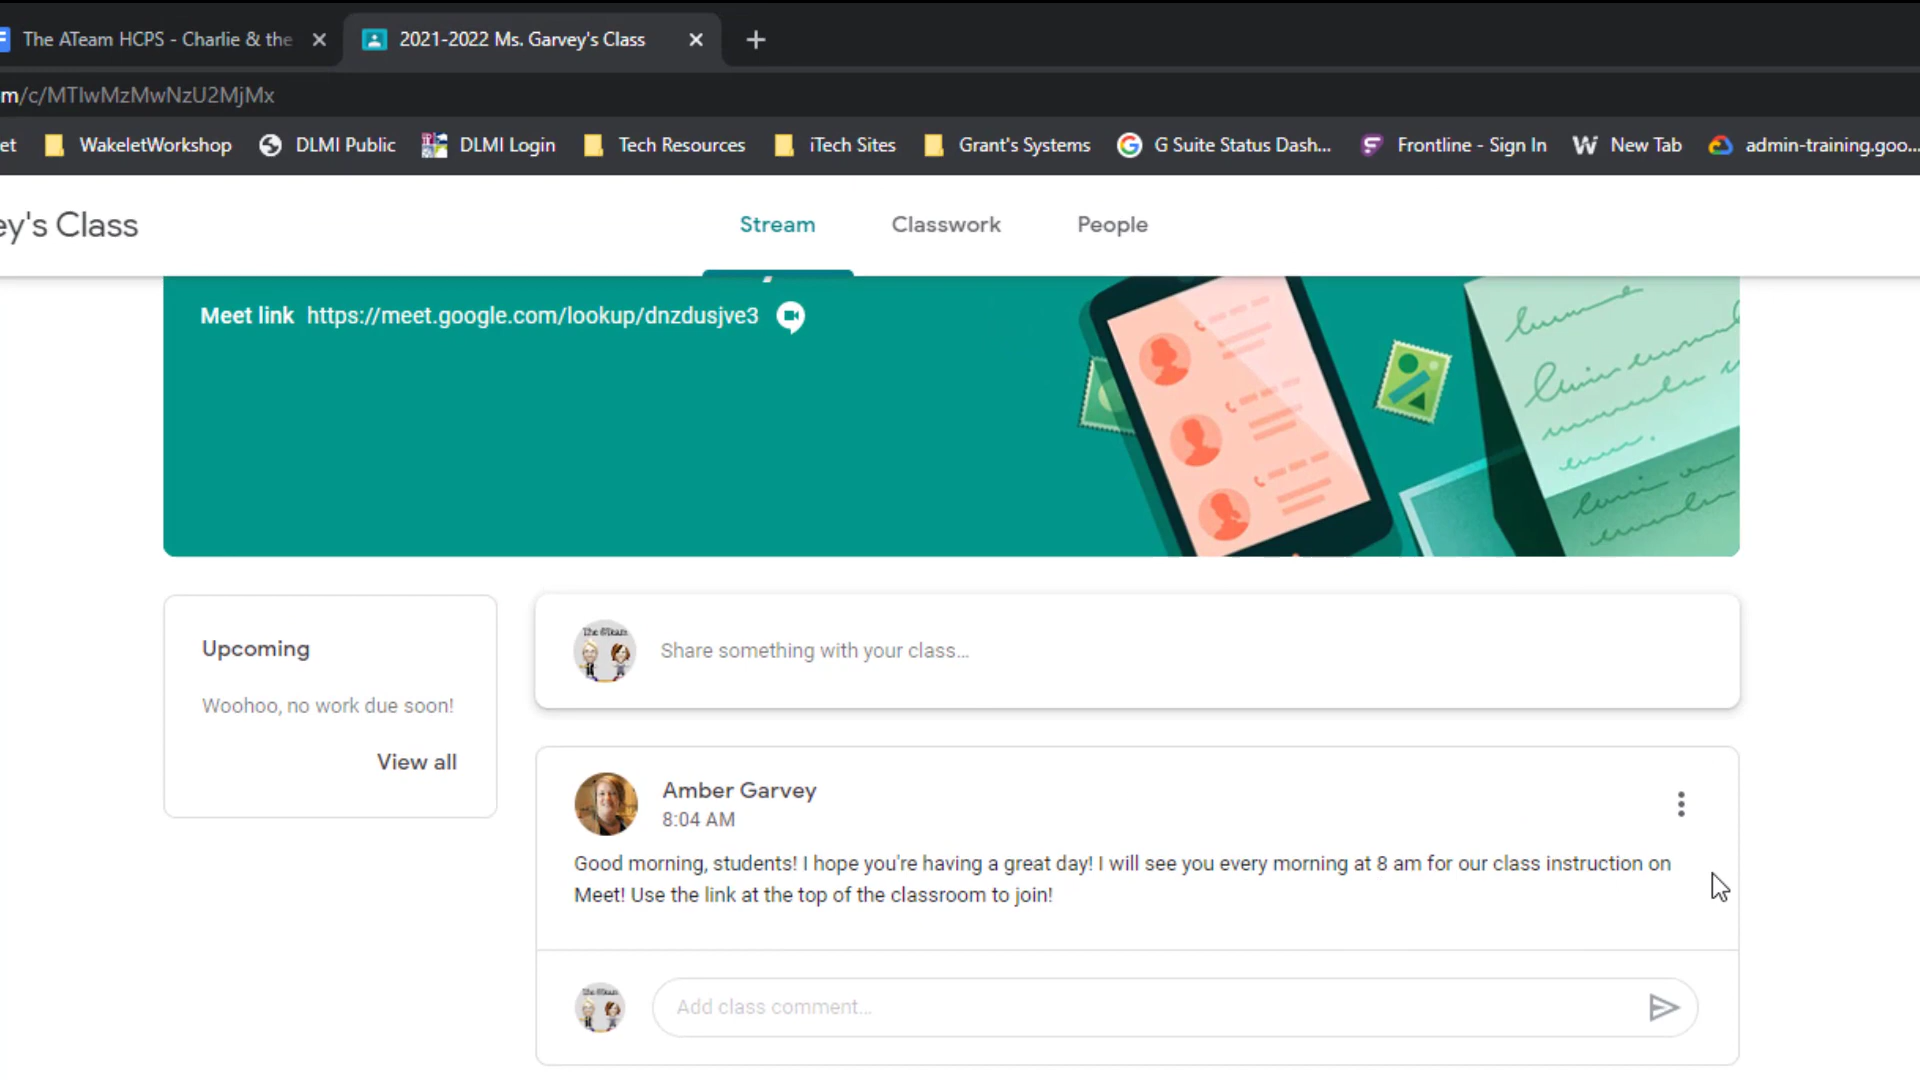 The ATeam HCPS - Charlie & the
2021-2022 Ms. Garvey's Class
m/c/MTIwMzMwNzU2MjMx
et WakeletWorkshop DLMI Public DLMI Login Tech Resources iTech Sites Grant's Systems G Suite Status Dash... Frontline - Sign In New Tab admin-training.goo...
ey's Class
Stream Classwork People
Meet link https://meet.google.com/lookup/dnzdusjve3
Upcoming
Woohoo, no work due soon!
View all
The ATeam
Share something with your class...
Amber Garvey
8:04 AM
Good morning, students! I hope you're having a great day! I will see you every morning at 8 am for our class instruction on
Meet! Use the link at the top of the classroom to join!
The ATeam
Add class comment...